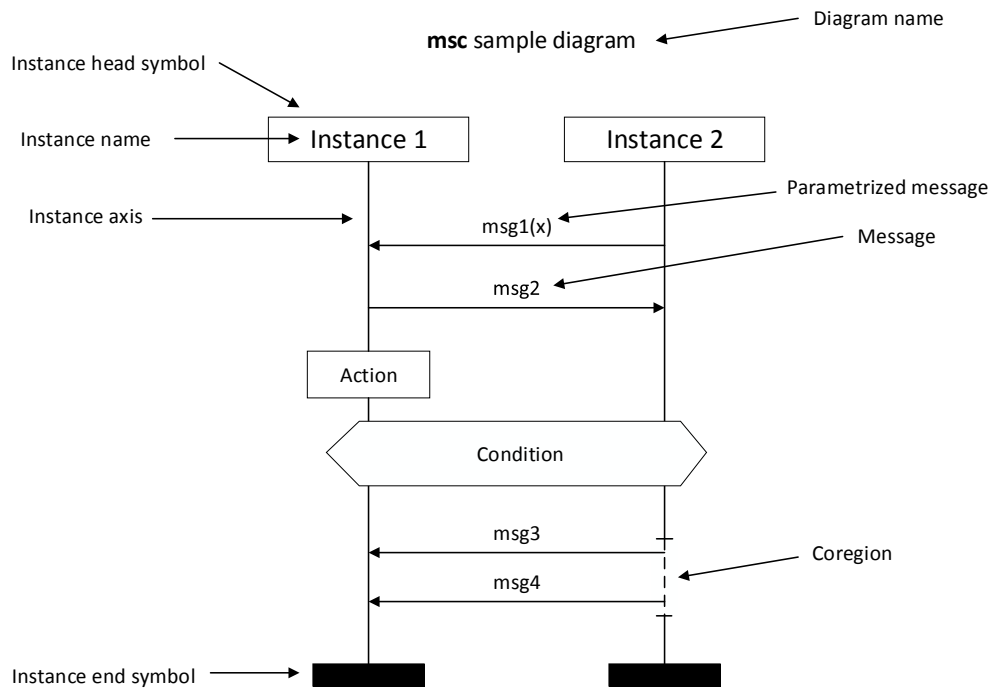 Diagram name
msc sample diagram
Instance head symbol
Instance name
Instance 1
Instance 2
Parametrized message
Instance axis
msg1(x)
Message
msg2
Action
Condition
msg3
Coregion
msg4
Instance end symbol